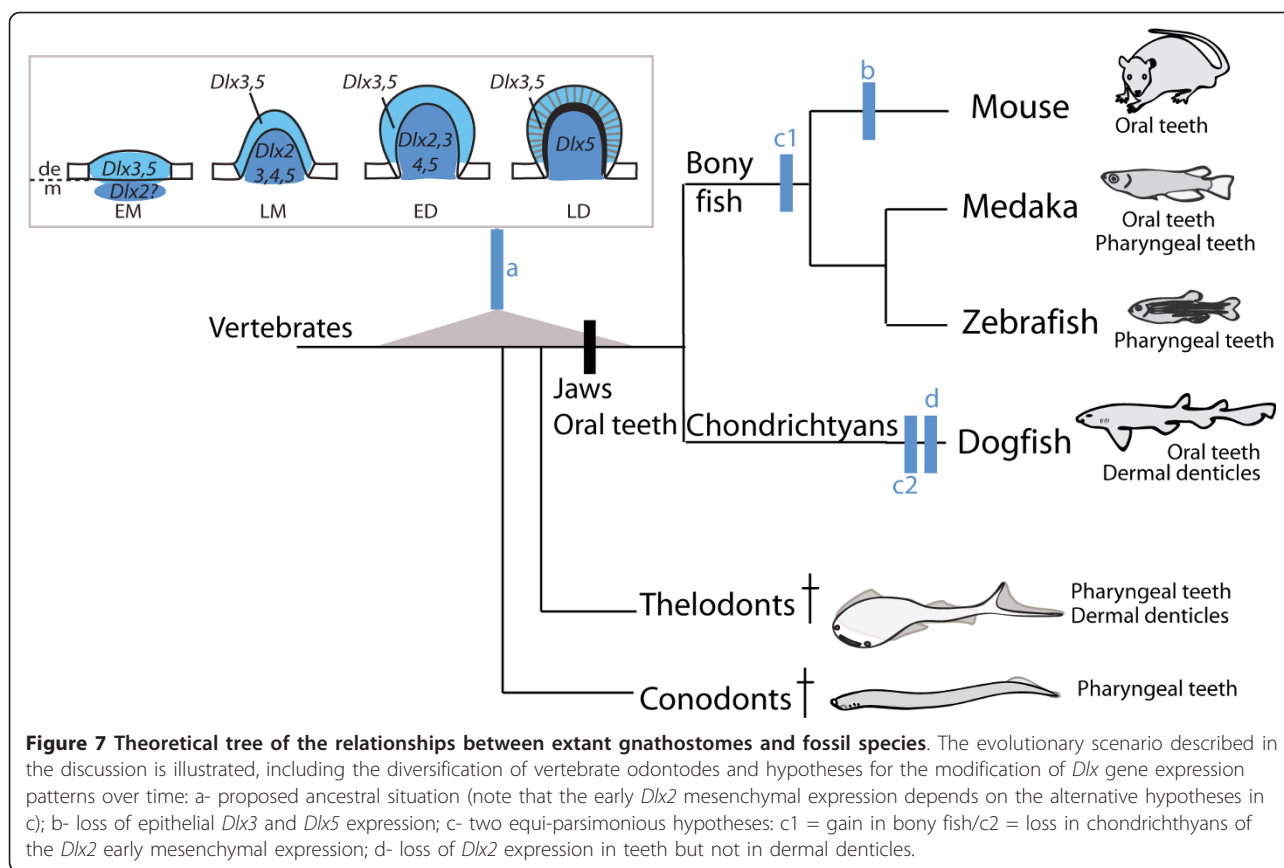 Dlx3,5
Dlx3,5
Dlx3,5
Dlx3,5
Dlx2?
Dlx2
3,4,5
Dlx2,3
4,5
Dlx5
de
m
EM
LM
ED
LD
a
b
c1
Bony
fish
Mouse
Oral teeth
Medaka
Oral teeth
Pharyngeal teeth
Zebrafish
Pharyngeal teeth
Vertebrates
Jaws
Oral teeth
Chondrichtyans
d
c2
Dogfish
Oral teeth
Dermal denticles
Thelodonts †
Pharyngeal teeth
Dermal denticles
Conodonts †
Pharyngeal teeth
Figure 7 Theoretical tree of the relationships between extant gnathostomes and fossil species. The evolutionary scenario described in
the discussion is illustrated, including the diversification of vertebrate odontodes and hypotheses for the modification of Dlx gene expression
patterns over time: a- proposed ancestral situation (note that the early Dlx2 mesenchymal expression depends on the alternative hypotheses in
c); b- loss of epithelial Dlx3 and Dlx5 expression; c- two equi-parsimonious hypotheses: c1 = gain in bony fish/c2 = loss in chondrichthyans of
the Dlx2 early mesenchymal expression; d- loss of Dlx2 expression in teeth but not in dermal denticles.